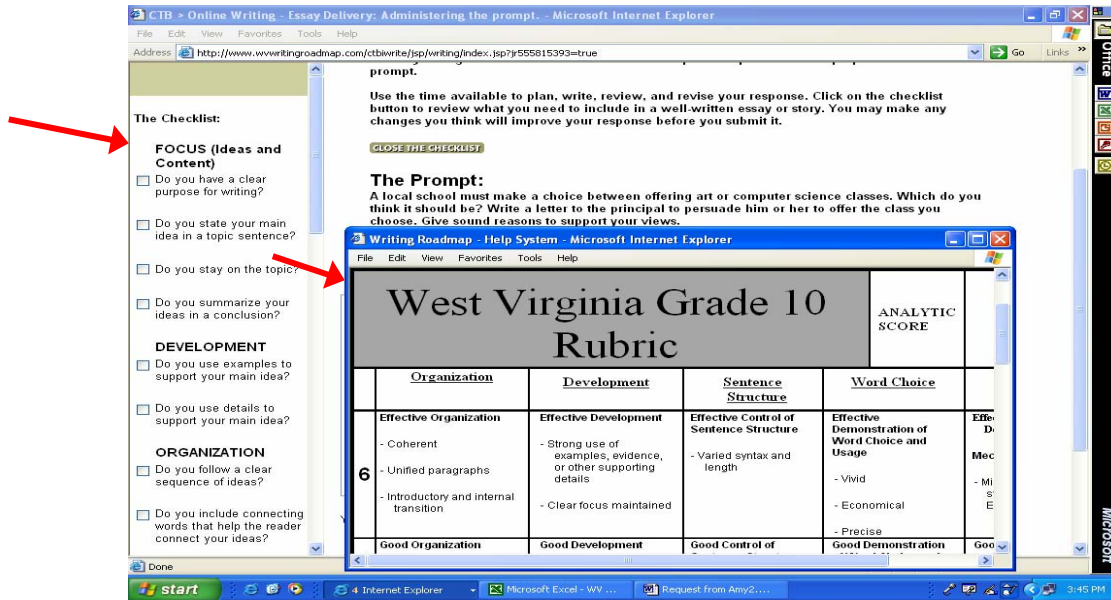 CTB > Online Writing - Essay Delivery: Administering the prompt. - Microsoft Internet Explorer
File Edit View Favorites Tools Help
Address http://www.wvwritingroadmap.com/ctbiwrite/jsp/writing/index.jsp?jr555815393=true Go Links »
The Checklist:
FOCUS (Ideas and
Content)
Do you have a clear
purpose for writing?
Do you state your main
idea in a topic sentence?
Do you stay on the topic?
Do you summarize your
ideas in a conclusion?
DEVELOPMENT
Do you use examples to
support your main idea?
Do you use details to
support your main idea?
ORGANIZATION
Do you follow a clear
sequence of ideas?
Do you include connecting
words that help the reader
connect your ideas?
prompt.
Use the time available to plan, write, review, and revise your response. Click on the checklist
button to review what you need to include in a well-written essay or story. You may make any
changes you think will improve your response before you submit it.
CLOSE THE CHECKLIST
The Prompt:
A local school must make a choice between offering art or computer science classes. Which do you
think it should be? Write a letter to the principal to persuade him or her to offer the class you
choose. Give sound reasons to support your views.
Writing Roadmap - Help System - Microsoft Internet Explorer
File Edit View Favorites Tools Help
West Virginia Grade 10
Rubric
ANALYTIC
SCORE
Organization
Development
Sentence
Structure
Word Choice
6
Effective Organization
- Coherent
- Unified paragraphs
- Introductory and internal
transition
Effective Development
- Strong use of
examples, evidence,
or other supporting
details
- Clear focus maintained
Effective Control of
Sentence Structure
- Varied syntax and
length
Effective
Demonstration of
Word Choice and
Usage
- Vivid
- Economical
- Precise
Good Organization
Good Development
Good Control of
Good Demonstration
Done
start
4 Internet Explorer
Microsoft Excel - WV ...
Request from Amy2....
3:45 PM
Office
Microsoft